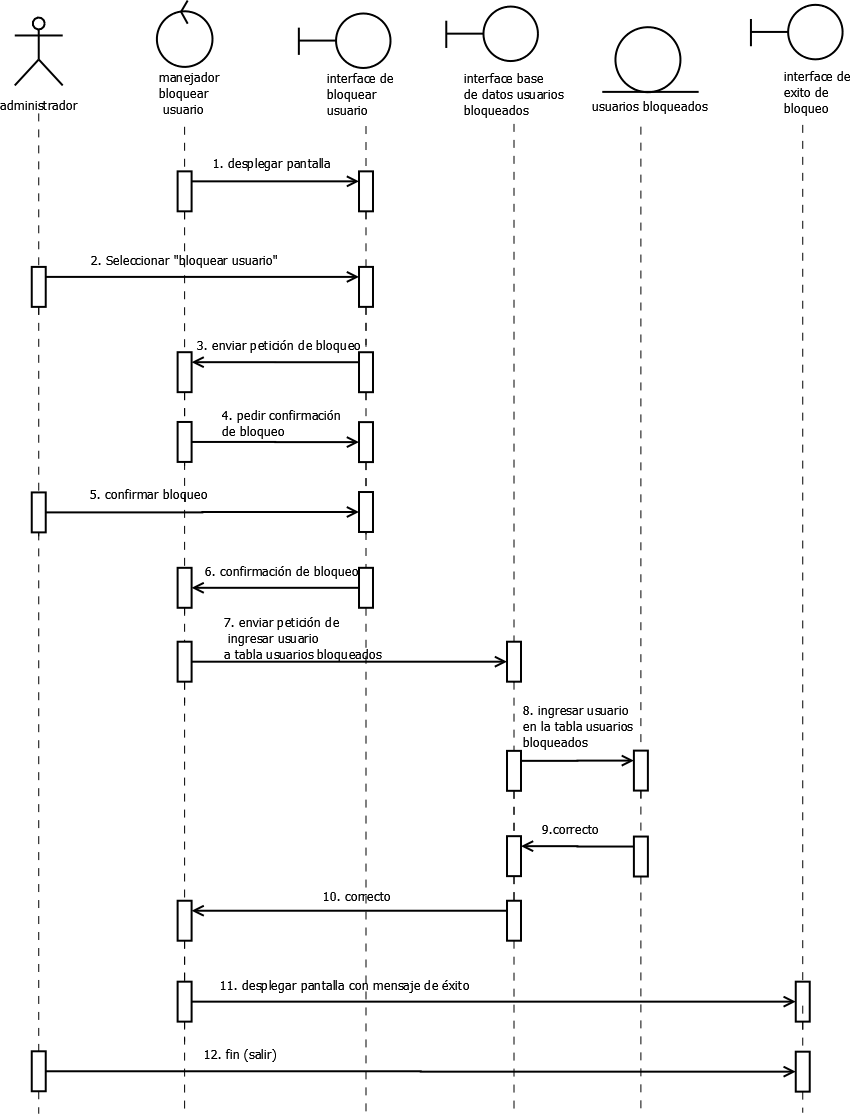 administrador
manejador
bloquear
usuario
interface de
bloquear
usuario
interface base
de datos usuarios
bloqueados
usuarios bloqueados
interface de
exito de
bloqueo
1. desplegar pantalla
2. Seleccionar "bloquear usuario"
3. enviar petición de bloqueo
4. pedir confirmación
de bloqueo
5. confirmar bloqueo
6. confirmación de bloqueo
7. enviar petición de
ingresar usuario
a tabla usuarios bloqueados
8. ingresar usuario
en la tabla usuarios
bloqueados
9.correcto
10. correcto
11. desplegar pantalla con mensaje de éxito
12. fin (salir)